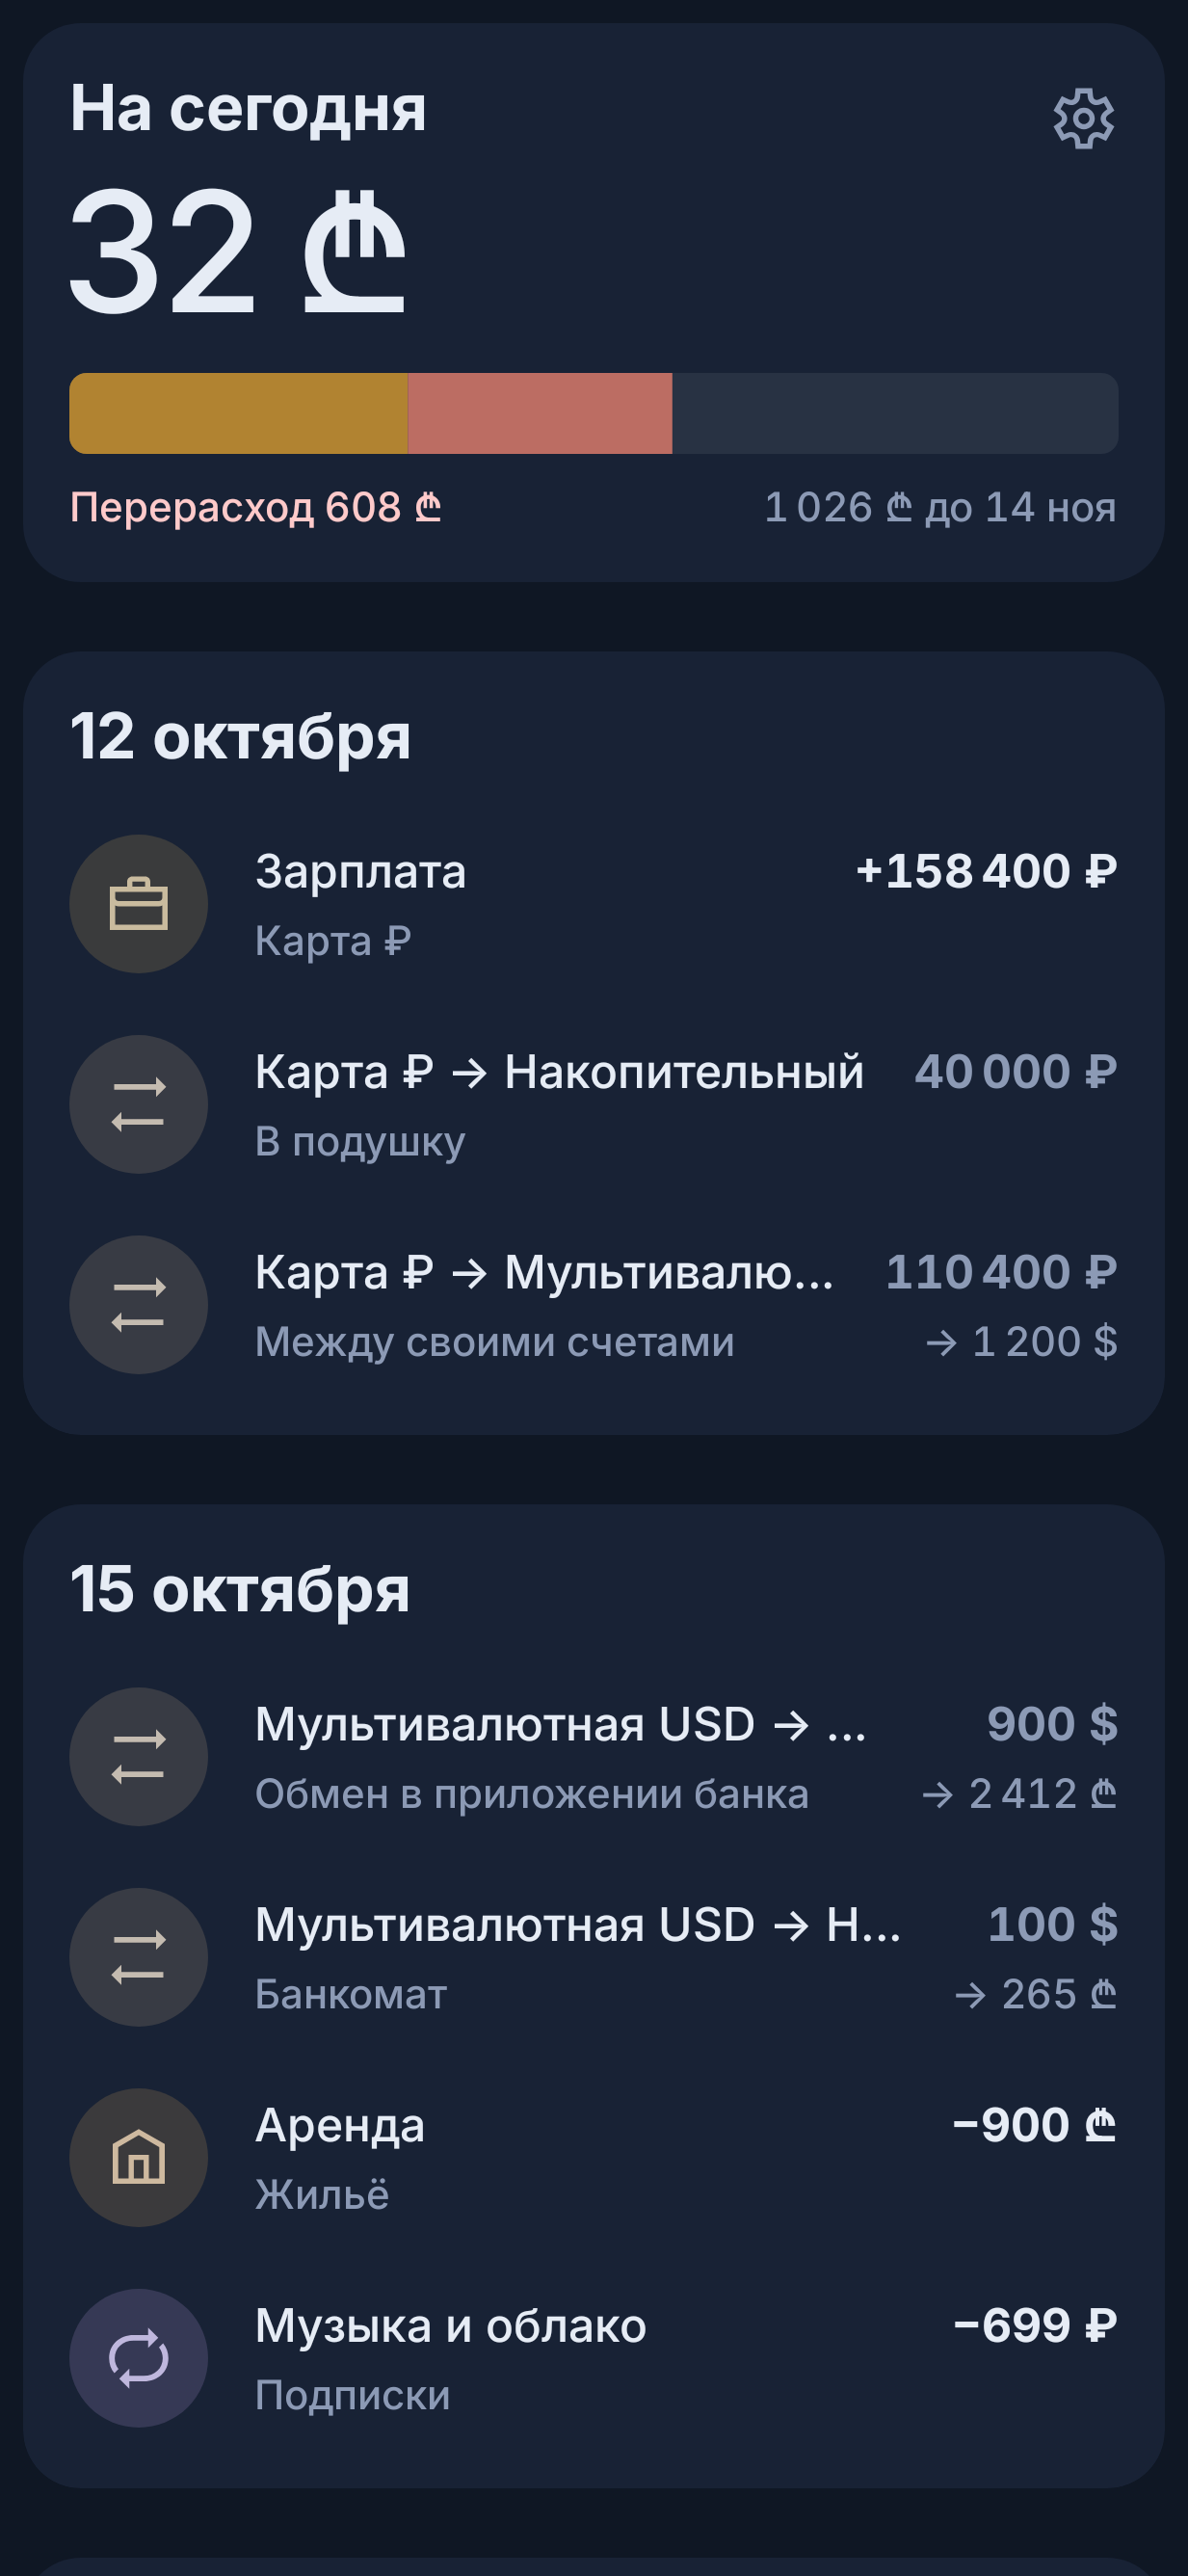 На сегодня
32 ₾
Перерасход 608 ₾
1 026 ₾ до 14 ноя
12 октября
Зарплата
+158 400 ₽
Карта ₽
Карта ₽ → Накопительный
40 000 ₽
В подушку
Карта ₽ → Мультивалю...
110 400 ₽
Между своими счетами
→ 1 200 $
15 октября
Мультивалютная USD → ...
900 $
Обмен в приложении банка
→ 2 412 ₾
Мультивалютная USD → Н...
100 $
Банкомат
→ 265 ₾
Аренда
−900 ₾
Жильё
Музыка и облако
−699 ₽
Подписки